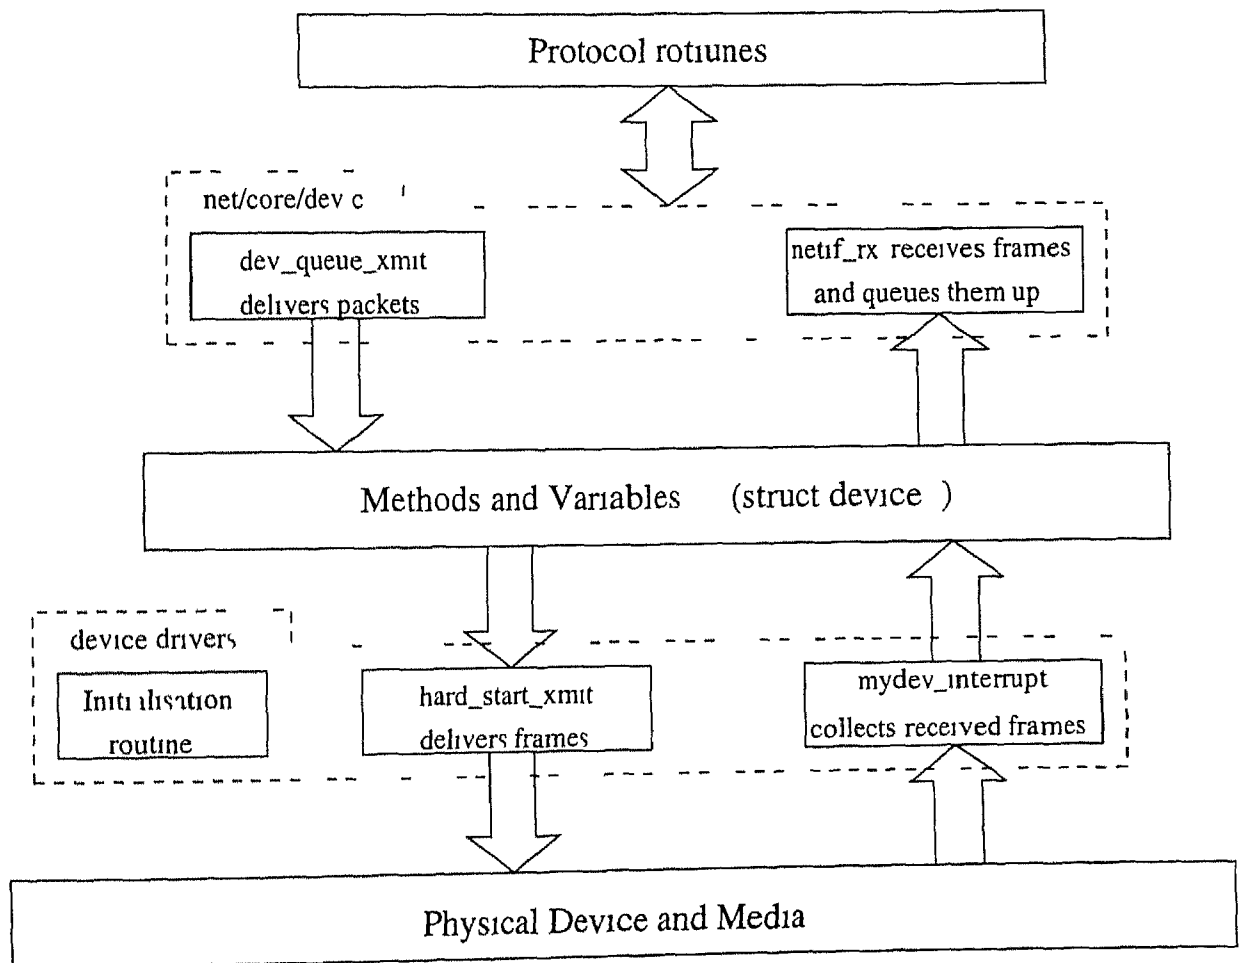 Protocol rotiunes
net/core/dev c
dev_queue_xmit
delivers packets
netif_rx receives frames
and queues them up
Methods and Variables (struct device )
device drivers
Initialisation
routine
hard_start_xmit
delivers frames
mydev_interrupt
collects received frames
Physical Device and Media